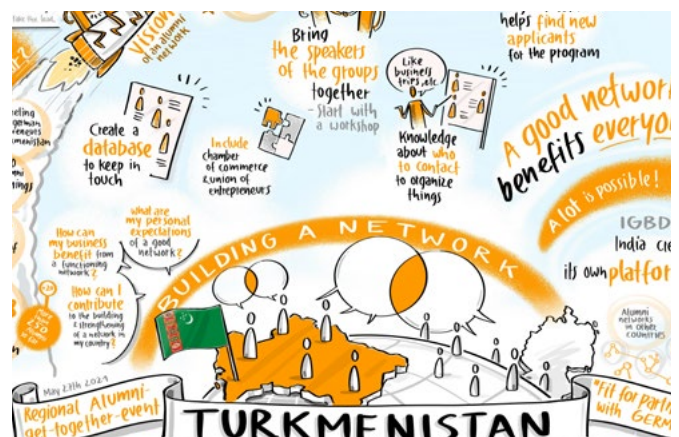 VISION
of an alumni
network
Bring
the speakers
of the groups
together
- Start with
a workshop
helps find new
applicants
for the program
Like
business
trips, etc.
Create a
database
to keep in
touch
Include
chamber
of commerce
& union of
entrepreneurs
Knowledge
about who
to contact
to organize
things
A good network
benefits everyo
A lot is possible!
IGBD
India
its own platfor
Alumni
networks
in other
countries
How can
my business
benefit from
a functioning
network?
What are
my personal
expectations
of a good
network?
How can I
contribute
to the building
& strengthening
of a network in
my country?
BUILDING A NETWORK
May 27th 2024
Regional Alumni-
get-together-event
TURKMENISTAN
"Fit for part
with GERM